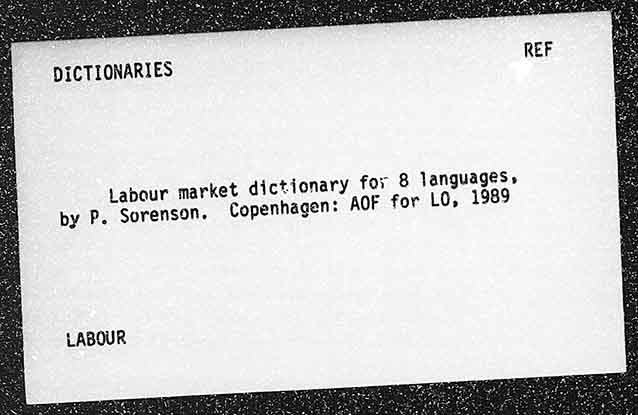 DICTIONARIES
REF
Labour market dictionary for 8 languages,
by P. Sorenson. Copenhagen: AOF for LO, 1989
LABOUR